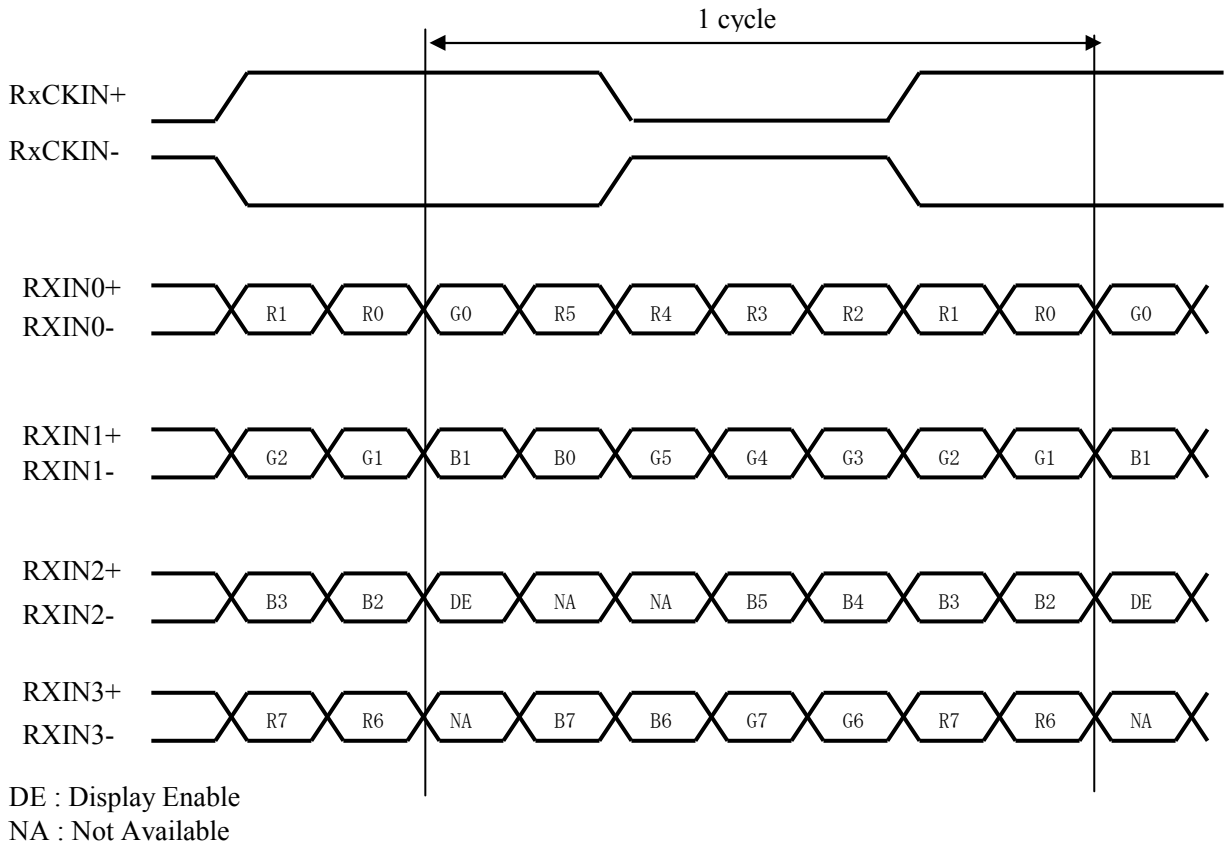 1 cycle
RxCKIN+
RxCKIN-
RXIN0+
R1 R0 G0 R5 R4 R3 R2 R1 R0 G0
RXIN0-
RXIN1+
G2 G1 B1 B0 G5 G4 G3 G2 G1 B1
RXIN1-
RXIN2+
B3 B2 DE NA NA B5 B4 B3 B2 DE
RXIN2-
RXIN3+
R7 R6 NA B7 B6 G7 G6 R7 R6 NA
RXIN3-
DE : Display Enable
NA : Not Available